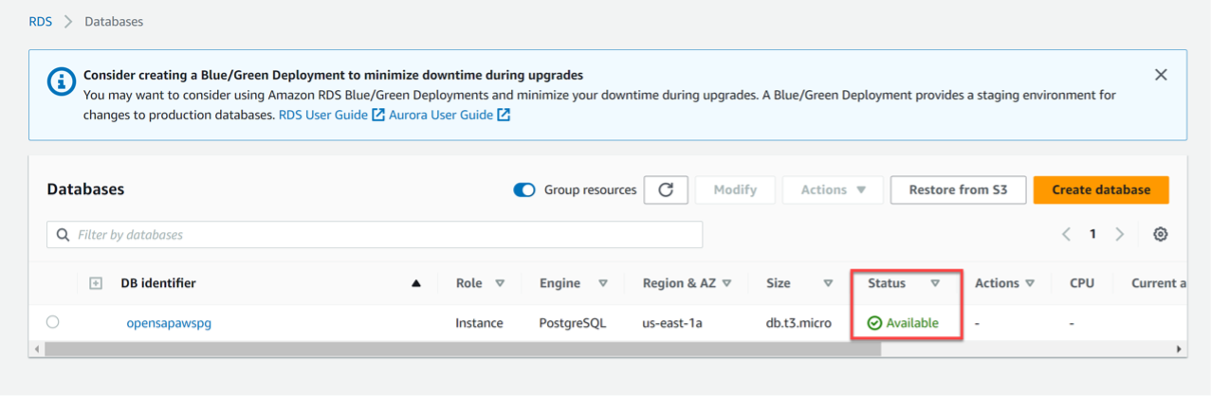 RDS > Databases
Consider creating a Blue/Green Deployment to minimize downtime during upgrades
You may want to consider using Amazon RDS Blue/Green Deployments and minimize your downtime during upgrades. A Blue/Green Deployment provides a staging environment for
changes to production databases. RDS User Guide Aurora User Guide
Databases Group resources Modify Actions Restore from S3 Create database
Filter by databases 1
DB identifier Role Engine Region & AZ Size Status Actions CPU Current a
opensapawspg Instance PostgreSQL us-east-1a db.t3.micro Available - -